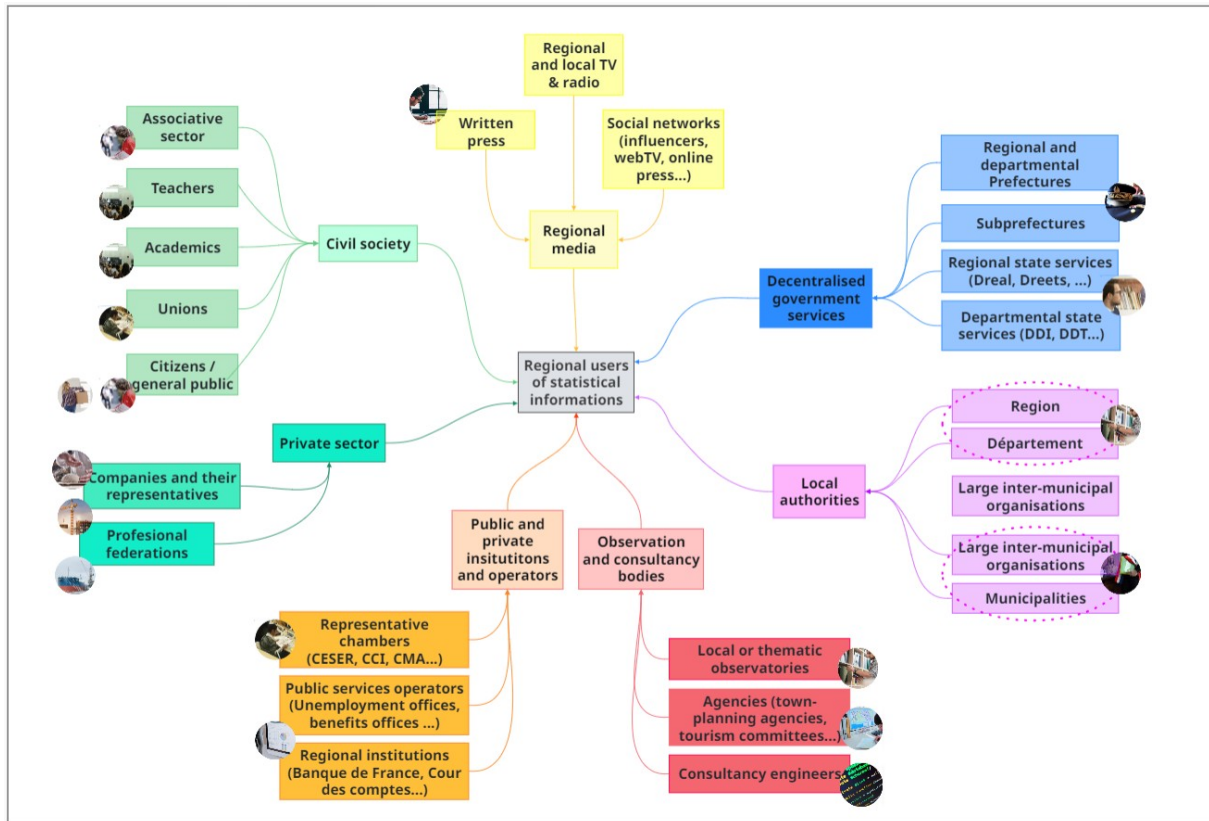 Regional
and local TV
& radio
Written
press
Social networks
(influencers,
webTV, online
press...)
Regional
media
Associative
sector
Teachers
Academics
Unions
Citizens /
general public
Civil society
Regional and
departmental
Prefectures
Subprefectures
Regional state services
(Dreal, Dreets, ...)
Departmental state
services (DDI, DDT...)
Decentralised
government
services
Regional users
of statistical
informations
Private sector
Companies and their
representatives
Profesional
federations
Region
Département
Large inter-municipal
organisations
Large inter-municipal
organisations
Municipalities
Local
authorities
Public and
private
insitutitons
and operators
Observation
and consultancy
bodies
Representative
chambers
(CESER, CCI, CMA...)
Public services operators
(Unemployment offices,
benefits offices ...)
Regional institutions
(Banque de France, Cour
des comptes...)
Local or thematic
observatories
Agencies (town-
planning agencies,
tourism committees...)
Consultancy engineers